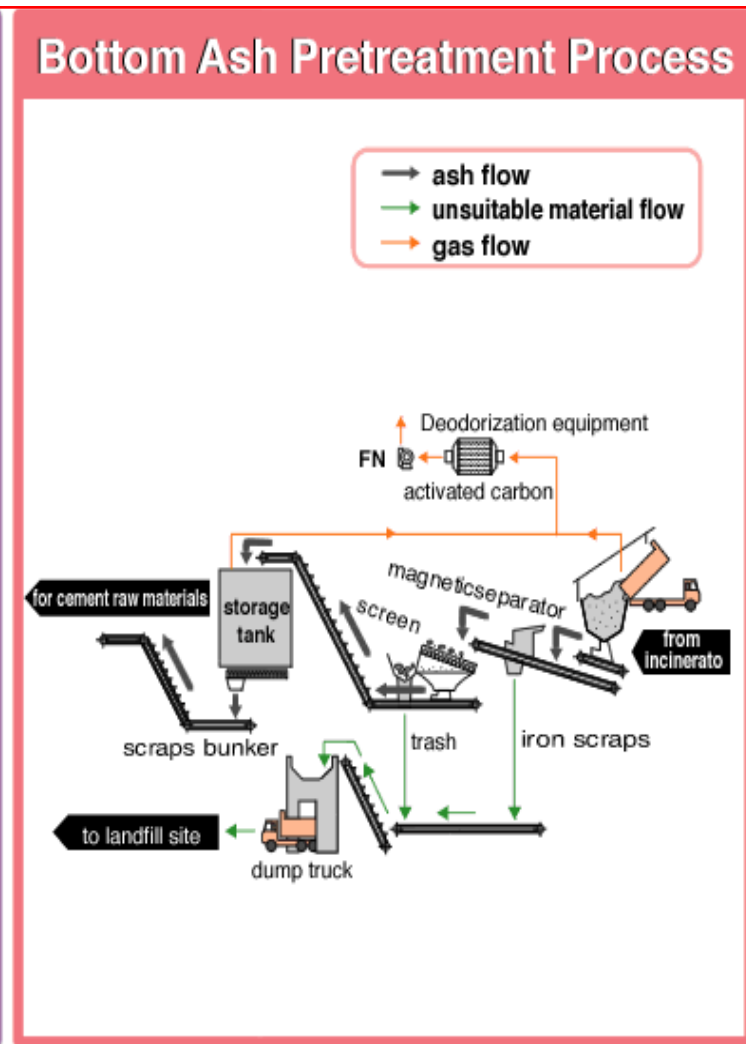 Bottom Ash Pretreatment Process
ash flow
unsuitable material flow
gas flow
Deodorization equipment
FN
activated carbon
magneticseparator
for cement raw materials
storage
tank
screen
from
incinerato
scraps bunker
trash
iron scraps
to landfill site
dump truck